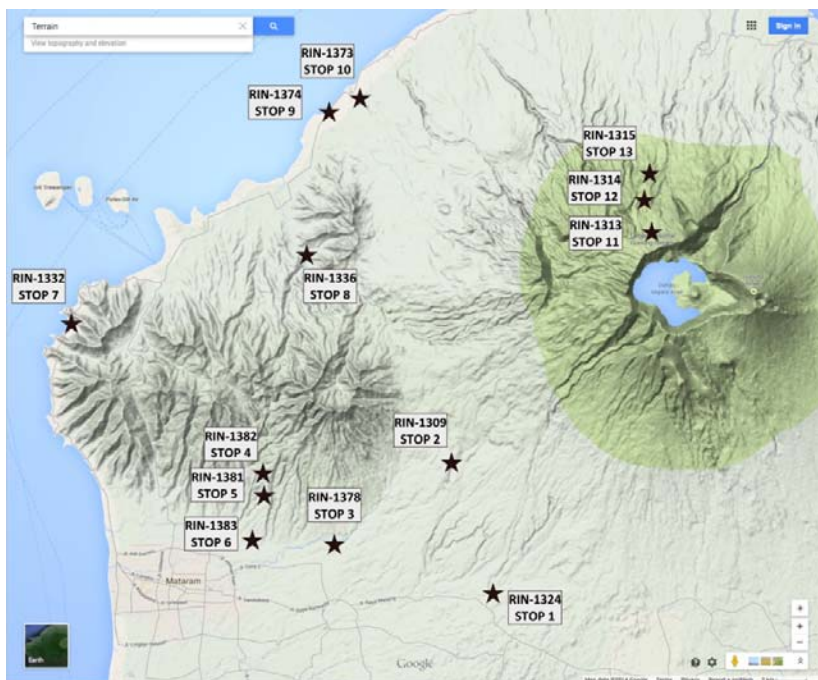 Terrain
View topography and elevation
Sign in
RIN-1373
STOP 10
RIN-1374
STOP 9
RIN-1315
STOP 13
RIN-1314
STOP 12
RIN-1313
STOP 11
RIN-1332
STOP 7
RIN-1336
STOP 8
RIN-1309
STOP 2
RIN-1382
STOP 4
RIN-1381
STOP 5
RIN-1378
STOP 3
RIN-1383
STOP 6
Mataram
RIN-1324
STOP 1
Earth
Google